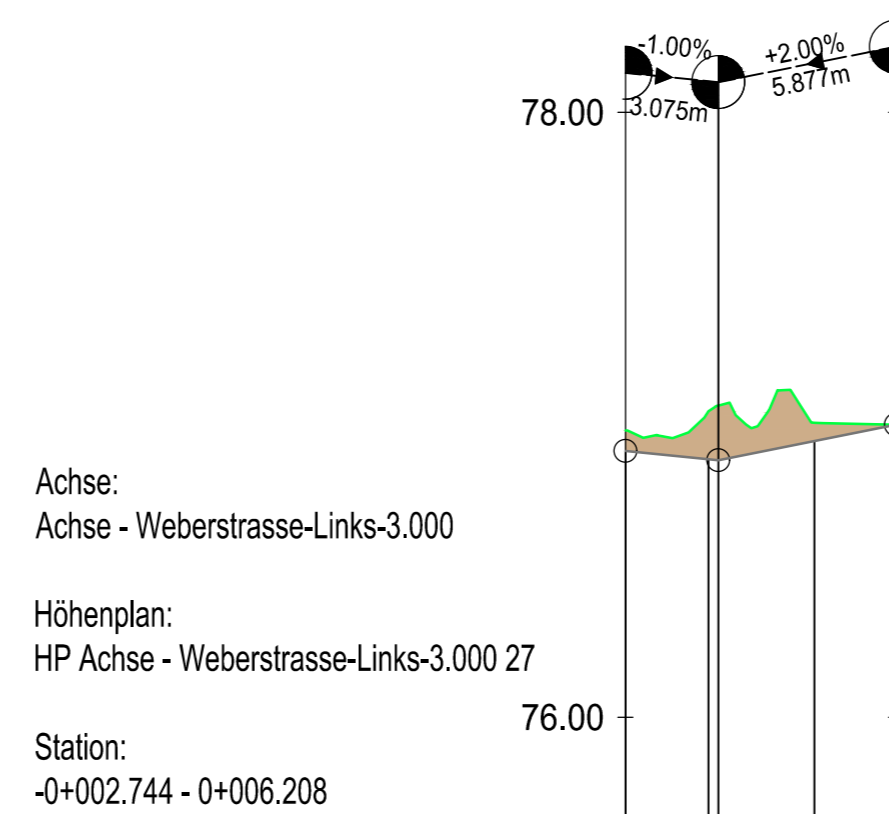 -1.00%
3.075m
+2.00%
5.877m
78.00
Achse:
Achse - Weberstrasse-Links-3.000
Höhenplan:
HP Achse - Weberstrasse-Links-3.000 27
76.00
Station:
-0+002.744 - 0+006.208